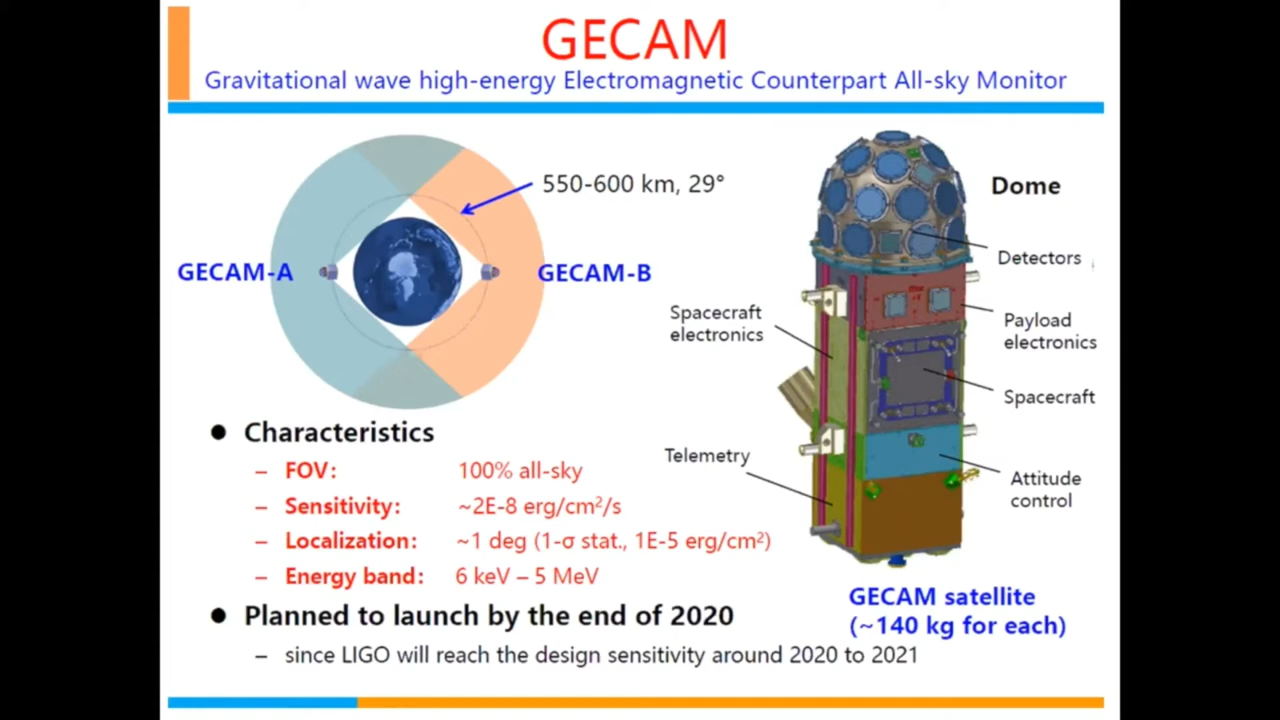 GECAM
Gravitational wave high-energy Electromagnetic Counterpart All-sky Monitor
550-600 km, 29°
GECAM-A
GECAM-B
Dome
Detectors
Spacecraft
electronics
Payload
electronics
Spacecraft
Telemetry
Attitude
control
GECAM satellite
(~140 kg for each)
● Characteristics
– FOV: 100% all-sky
– Sensitivity: ~2E-8 erg/cm²/s
– Localization: ~1 deg (1-σ stat., 1E-5 erg/cm²)
– Energy band: 6 keV – 5 MeV
● Planned to launch by the end of 2020
– since LIGO will reach the design sensitivity around 2020 to 2021